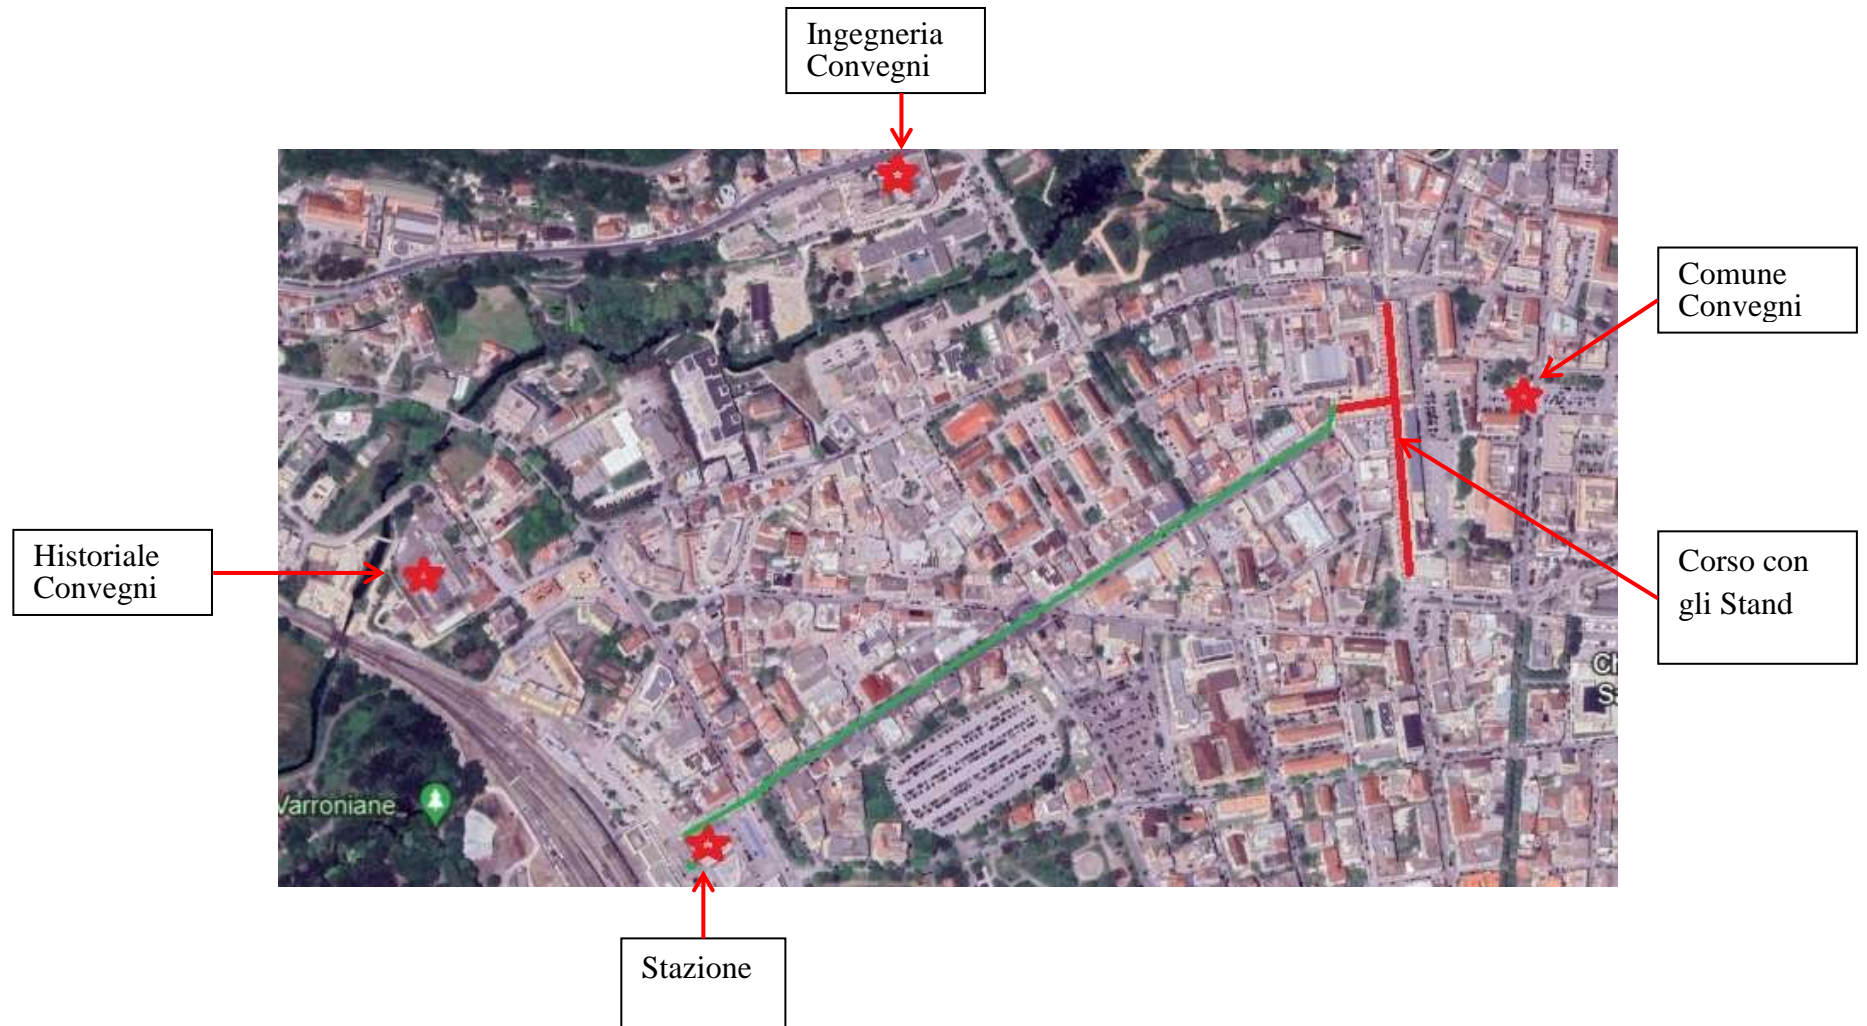 Ingegneria
Convegni
Comune
Convegni
Historiale
Convegni
Corso con
gli Stand
Varroniane
Stazione